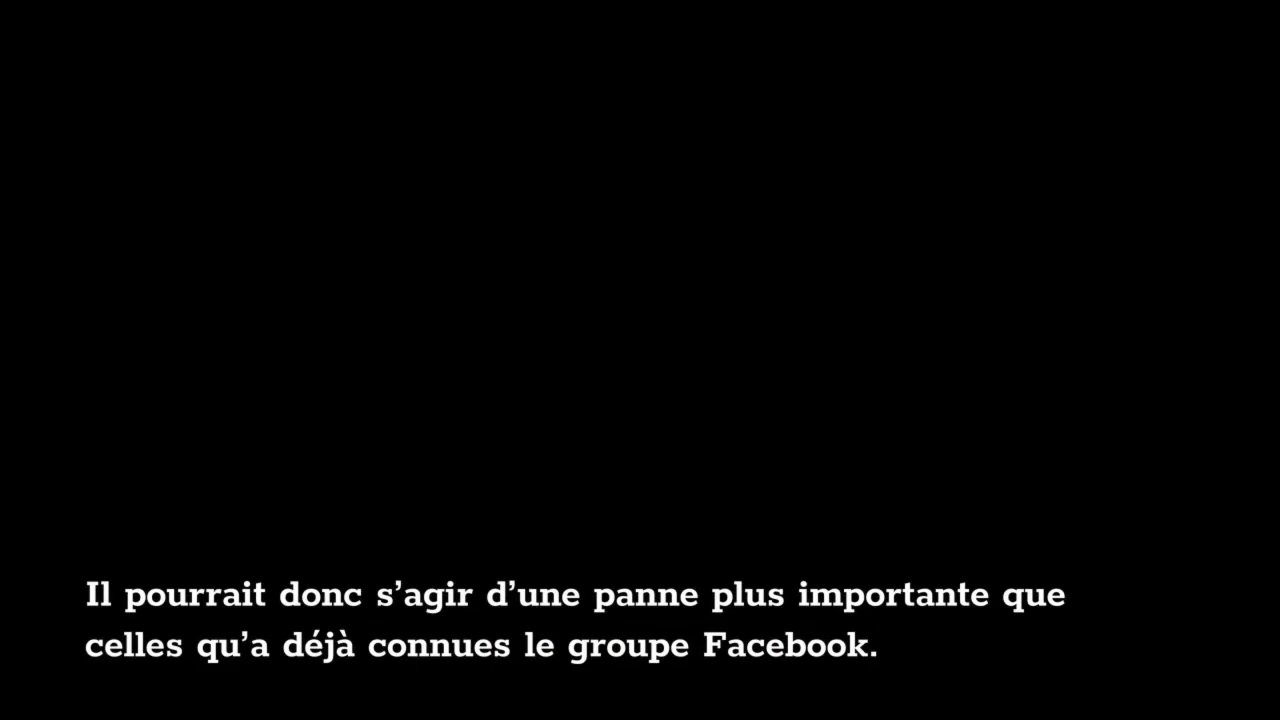 Il pourrait donc s’agir d’une panne plus importante que
celles qu’a déjà connues le groupe Facebook.